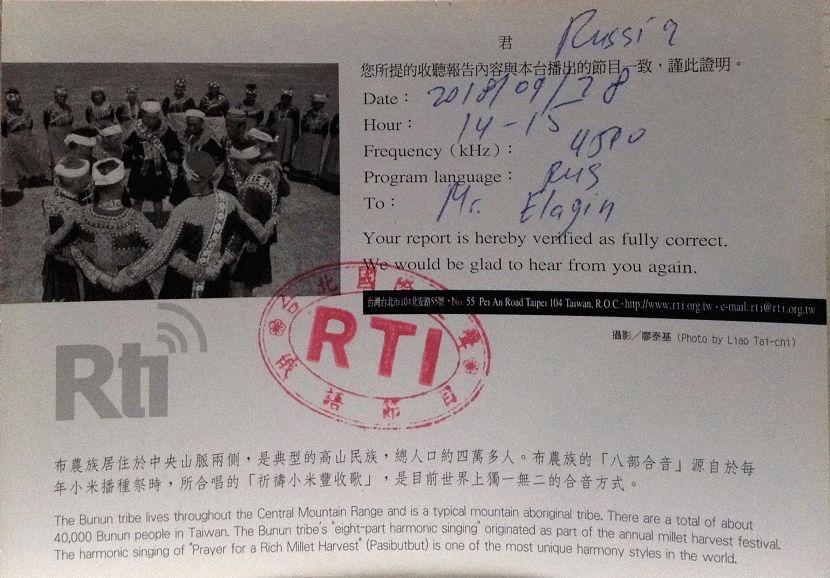 君 Russia
您所提的收聽報告內容與本台播出的節目一致，謹此證明。
Date： 2018/09/28
Hour： 14-15
Frequency（kHz）： 4500
Program language： RUS
To： Mr. Elagin
Your report is hereby verified as fully correct.
We would be glad to hear from you again.
台灣台北市104北安路55號・No. 55 Pei An Road Taipei 104 Taiwan, R.O.C・http://www.rti.org.tw・e-mail:rti@rti.org.tw
攝影／廖泰基 (Photo by Liao Tai-chi)
台北國際之聲
RTI
俄語節目
Rti
布農族居住於中央山脈兩側，是典型的高山民族，總人口約四萬多人。布農族的「八部合音」源自於每
年小米播種祭時，所合唱的「祈禱小米豐收歌」，是目前世界上獨一無二的合音方式。
The Bunun tribe lives throughout the Central Mountain Range and is a typical mountain aboriginal tribe. There are a total of about
40,000 Bunun people in Taiwan. The Bunun tribe's "eight-part harmonic singing" originated as part of the annual millet harvest festival.
The harmonic singing of "Prayer for a Rich Millet Harvest" (Pasibutbut) is one of the most unique harmony styles in the world.